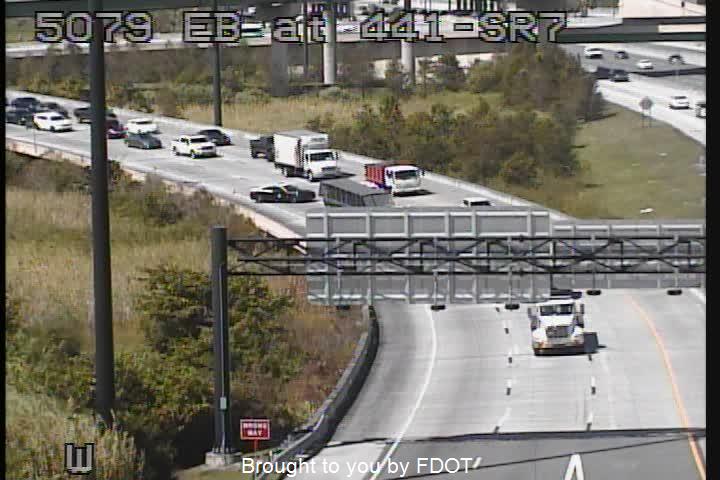 5079 EB at 441-SR7
WRONG
WAY
W
Brought to you by FDOT